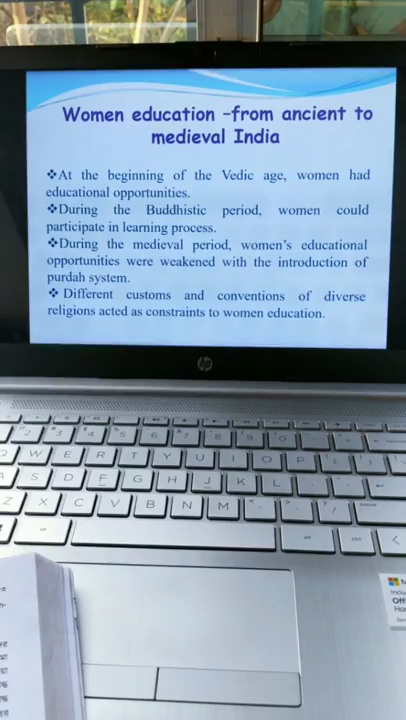 Women education –from ancient to
medieval India
❖At the beginning of the Vedic age, women had
educational opportunities.
❖During the Buddhistic period, women could
participate in learning process.
❖During the medieval period, women's educational
opportunities were weakened with the introduction of
purdah system.
❖ Different customs and conventions of diverse
religions acted as constraints to women education.
hp
Q W E R T Y U I O P
A S D F G H J K L
Z X C V B N M
alt